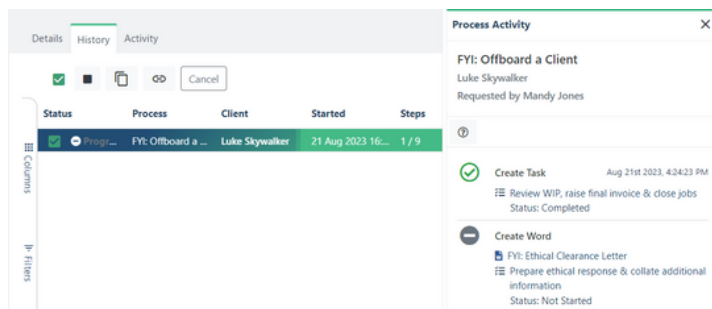 Details History Activity
Cancel
Status Process Client Started Steps
Progr... FYI: Offboard a ... Luke Skywalker 21 Aug 2023 16:... 1 / 9
Columns
Filters
Process Activity
FYI: Offboard a Client
Luke Skywalker
Requested by Mandy Jones
Create Task Aug 21st 2023, 4:24:23 PM
Review WIP, raise final invoice & close jobs
Status: Completed
Create Word
FYI: Ethical Clearance Letter
Prepare ethical response & collate additional
information
Status: Not Started